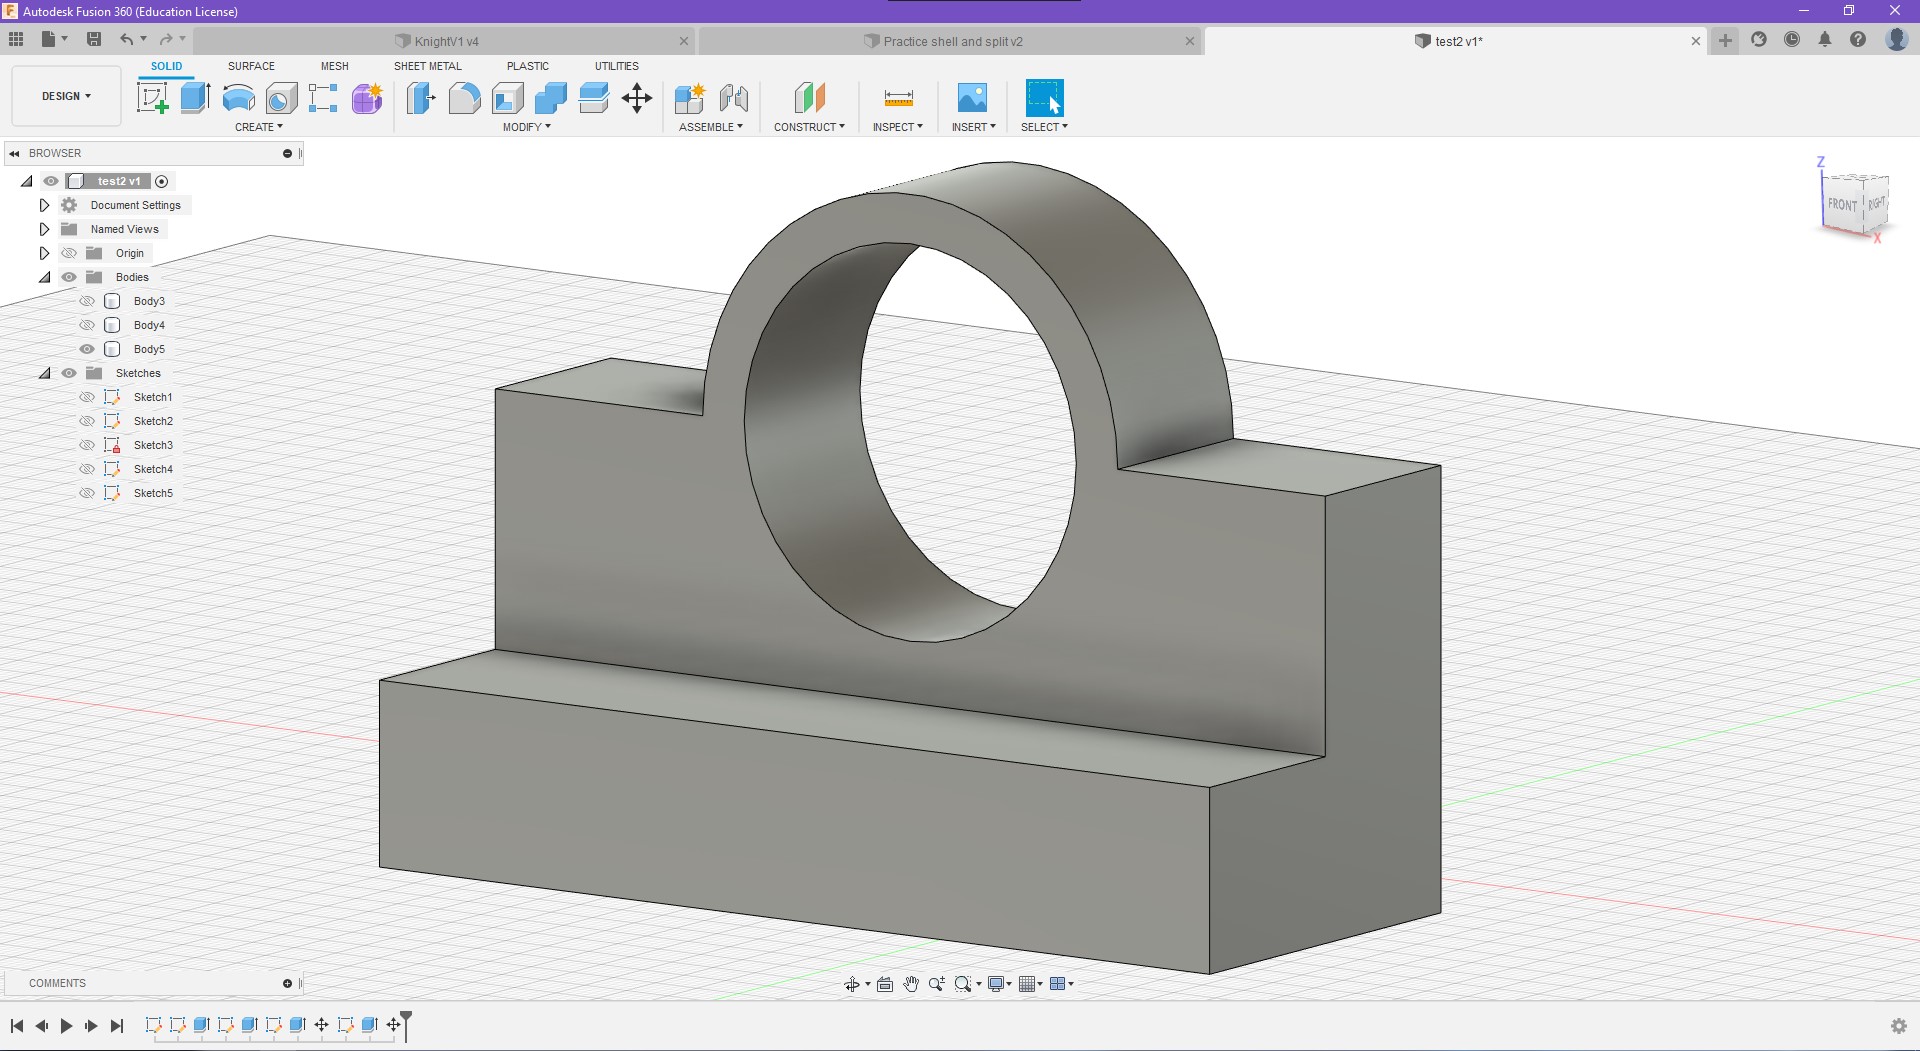 Autodesk Fusion 360 (Education License)
KnightV1 v4
Practice shell and split v2
test2 v1*
SOLID SURFACE MESH SHEET METAL PLASTIC UTILITIES
DESIGN
CREATE MODIFY ASSEMBLE CONSTRUCT INSPECT INSERT SELECT
BROWSER
test2 v1
Document Settings
Named Views
Origin
Bodies
Body3
Body4
Body5
Sketches
Sketch1
Sketch2
Sketch3
Sketch4
Sketch5
Z
FRONT RIGHT
X
COMMENTS